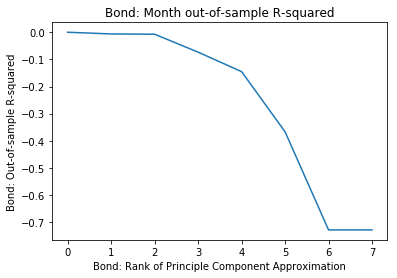 Bond: Month out-of-sample R-squared
Bond: Out-of-sample R-squared
0.0
−0.1
−0.2
−0.3
−0.4
−0.5
−0.6
−0.7
0 1 2 3 4 5 6 7
Bond: Rank of Principle Component Approximation